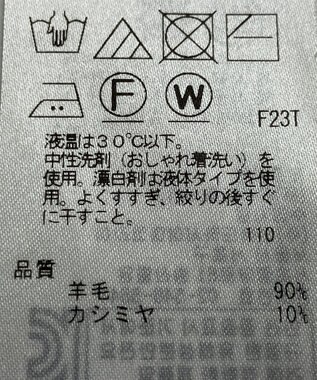 F W
F23T
液温は30℃以下。
中性洗剤(おしゃれ着洗い)を
使用。漂白剤は液体タイプを使
用。よくすすぎ、絞りの後すぐ
に干すこと。
110
品質
羊毛 90%
カシミヤ 10%